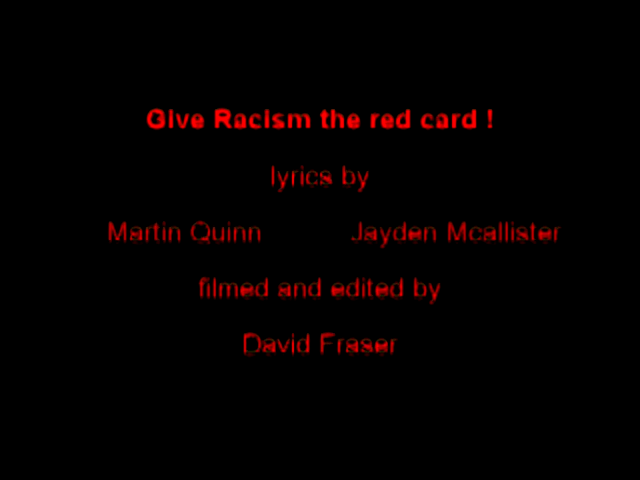 Give Racism the red card !
lyrics by
Martin Quinn Jayden Mcallister
filmed and edited by
David Fraser